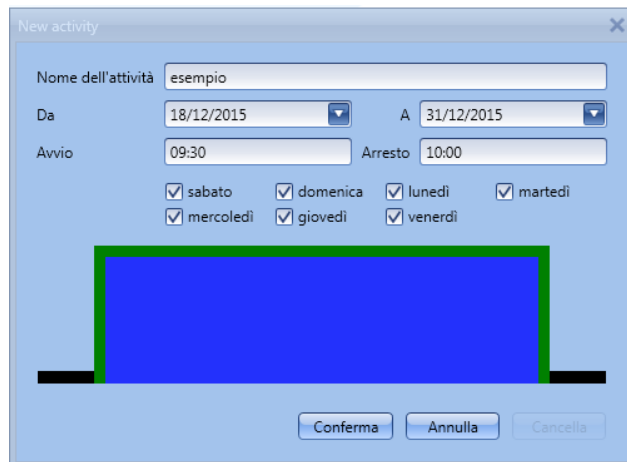 New activity
Nome dell'attività esempio
Da 18/12/2015 A 31/12/2015
Avvio 09:30 Arresto 10:00
sabato domenica lunedì martedì
mercoledì giovedì venerdì
Conferma Annulla Cancella